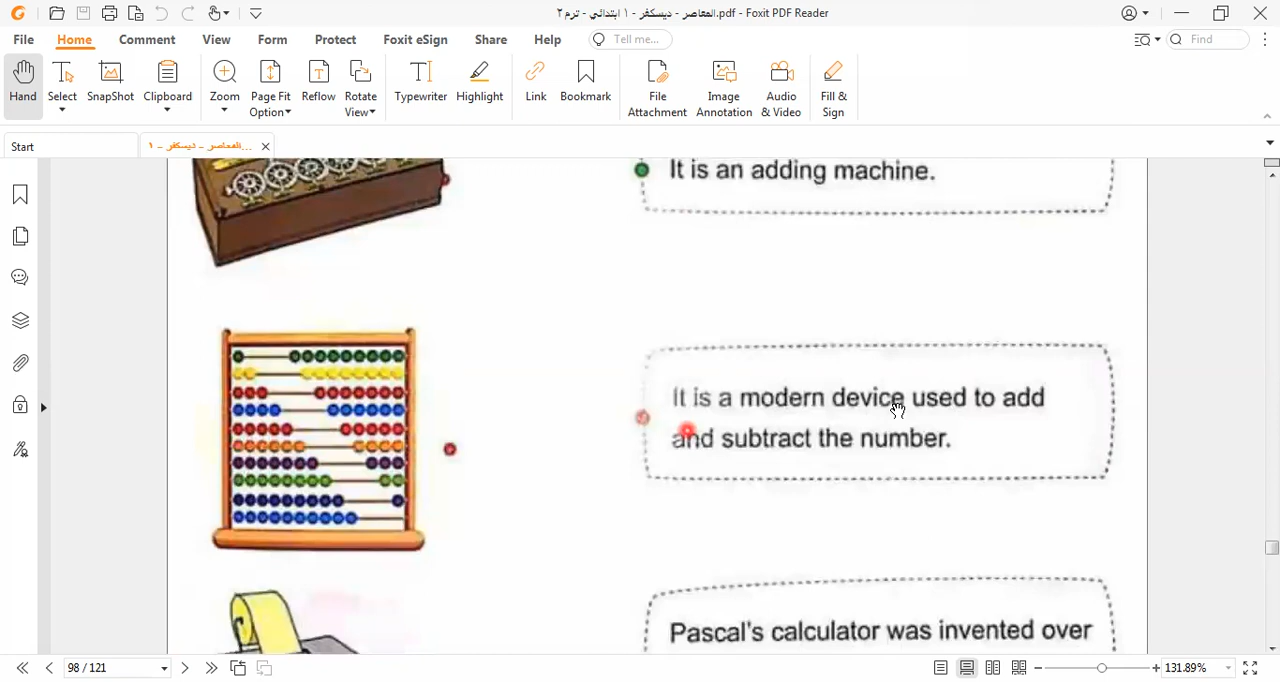 المعاصر - ديسكفر - ١ ابتدائي - ترم٢.pdf - Foxit PDF Reader
File Home Comment View Form Protect Foxit eSign Share Help Tell me... Find
Hand Select SnapShot Clipboard Zoom Page Fit Option Reflow Rotate View Typewriter Highlight Link Bookmark File Attachment Image Annotation Audio & Video Fill & Sign
Start
المعاصر - ديسكفر - ١...
It is an adding machine.
It is a modern device used to add
and subtract the number.
Pascal's calculator was invented over
98 / 121
131.89%